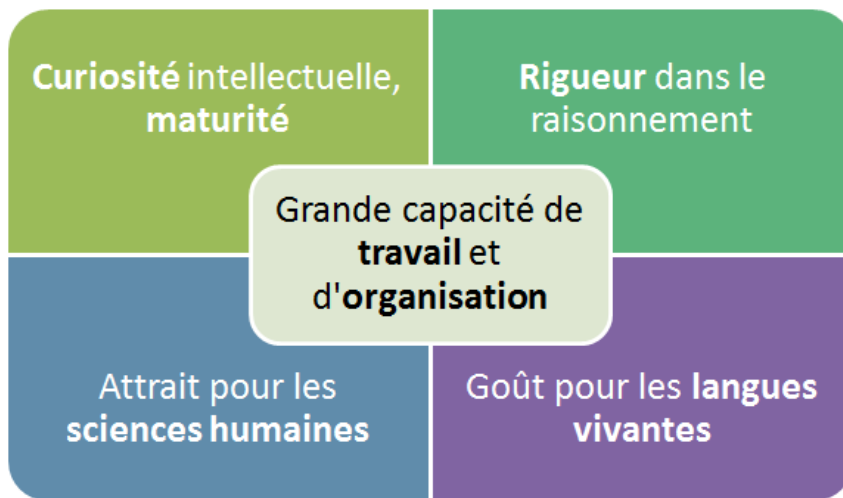 Curiosité intellectuelle,
maturité
Rigueur dans le
raisonnement
Grande capacité de
travail et
d'organisation
Attrait pour les
sciences humaines
Goût pour les langues
vivantes